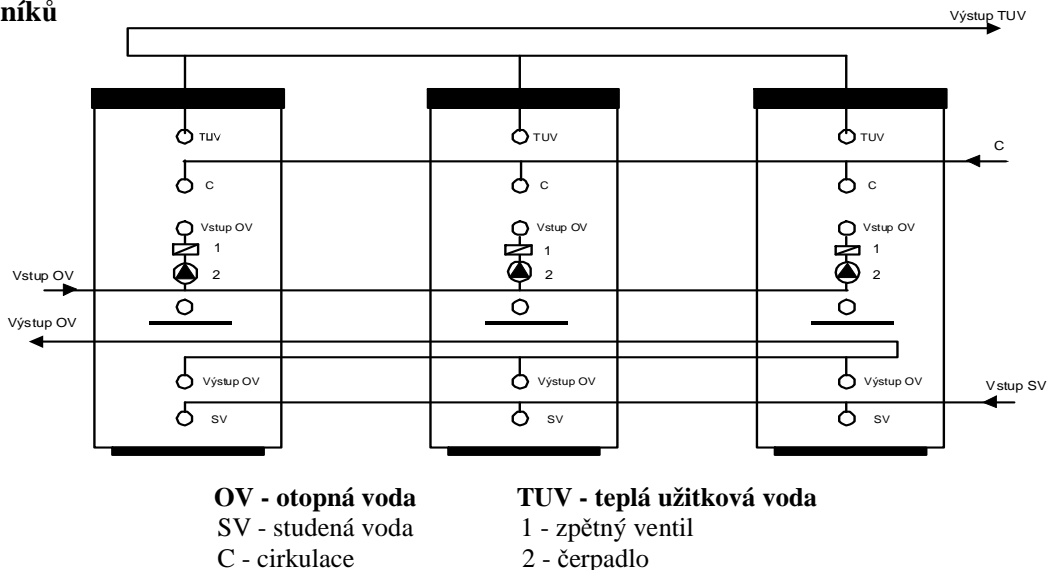 níků
Výstup TUV
TUV TUV TUV
C
C C C
Vstup OV Vstup OV Vstup OV
1 1 1
Vstup OV 2 2 2
Výstup OV
Výstup OV Výstup OV Výstup OV
Vstup SV
SV SV SV
OV - otopná voda TUV - teplá užitková voda
SV - studená voda 1 - zpětný ventil
C - cirkulace 2 - čerpadlo